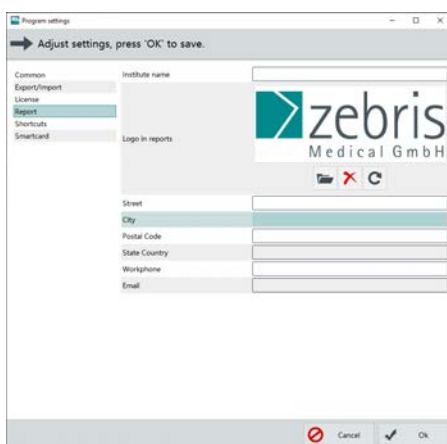 Program settings
Adjust settings, press 'OK' to save.
Common
Export/Import
License
Report
Shortcuts
Smartcard
Institute name
Logo in reports
zebris
Medical GmbH
Street
City
Postal Code
State Country
Workphone
Email
Cancel
Ok